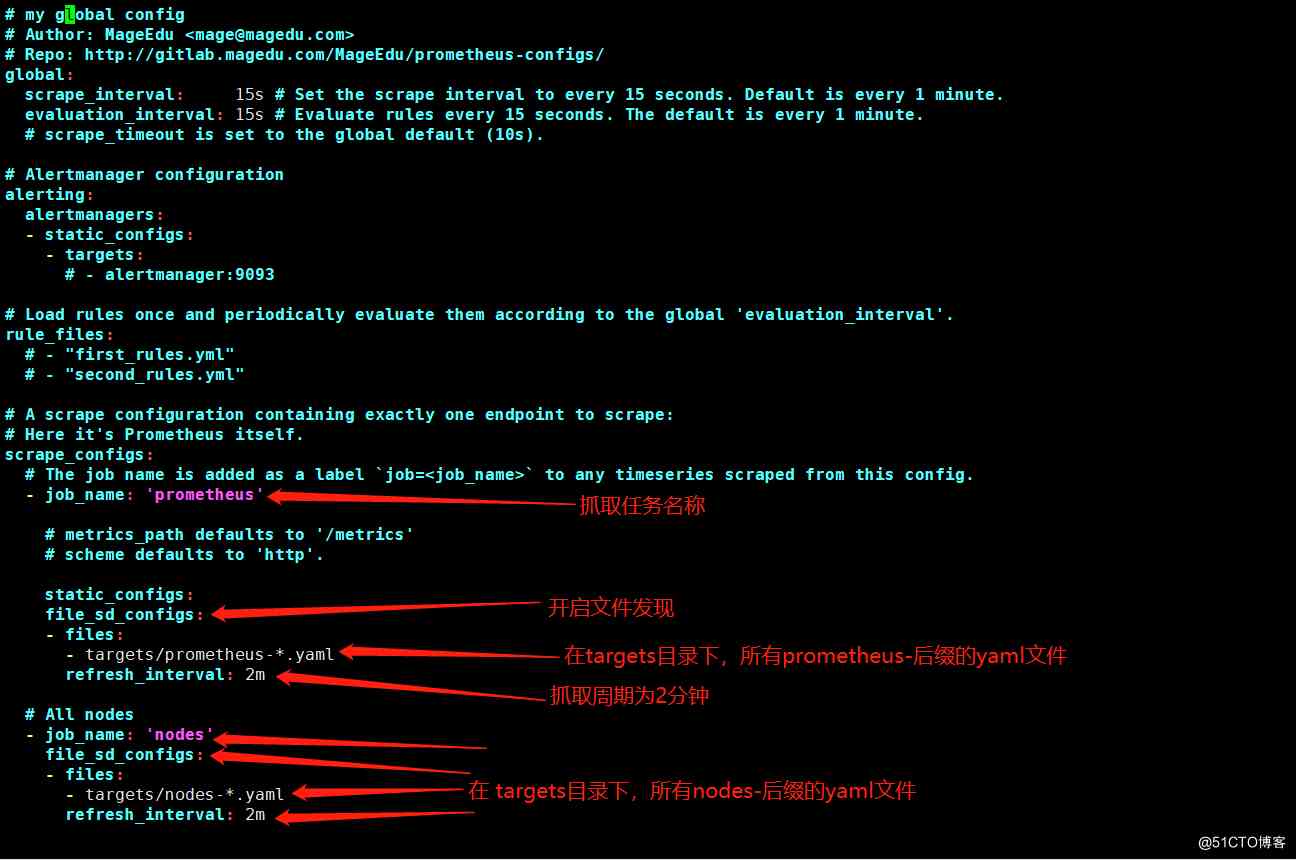 # my global config
# Author: MageEdu <mage@magedu.com>
# Repo: http://gitlab.magedu.com/MageEdu/prometheus-configs/
global:
  scrape_interval:     15s # Set the scrape interval to every 15 seconds. Default is every 1 minute.
  evaluation_interval: 15s # Evaluate rules every 15 seconds. The default is every 1 minute.
  # scrape_timeout is set to the global default (10s).
# Alertmanager configuration
alerting:
  alertmanagers:
  - static_configs:
    - targets:
      # - alertmanager:9093
# Load rules once and periodically evaluate them according to the global 'evaluation_interval'.
rule_files:
  # - "first_rules.yml"
  # - "second_rules.yml"
# A scrape configuration containing exactly one endpoint to scrape:
# Here it's Prometheus itself.
scrape_configs:
  # The job name is added as a label `job=<job_name>` to any timeseries scraped from this config.
  - job_name: 'prometheus'
抓取任务名称
    # metrics_path defaults to '/metrics'
    # scheme defaults to 'http'.
    static_configs:
    file_sd_configs:
开启文件发现
    - files:
      - targets/prometheus-*.yaml
在targets目录下，所有prometheus-后缀的yaml文件
      refresh_interval: 2m
抓取周期为2分钟
  # All nodes
  - job_name: 'nodes'
    file_sd_configs:
    - files:
      - targets/nodes-*.yaml
在 targets目录下，所有nodes-后缀的yaml文件
      refresh_interval: 2m
@51CTO博客